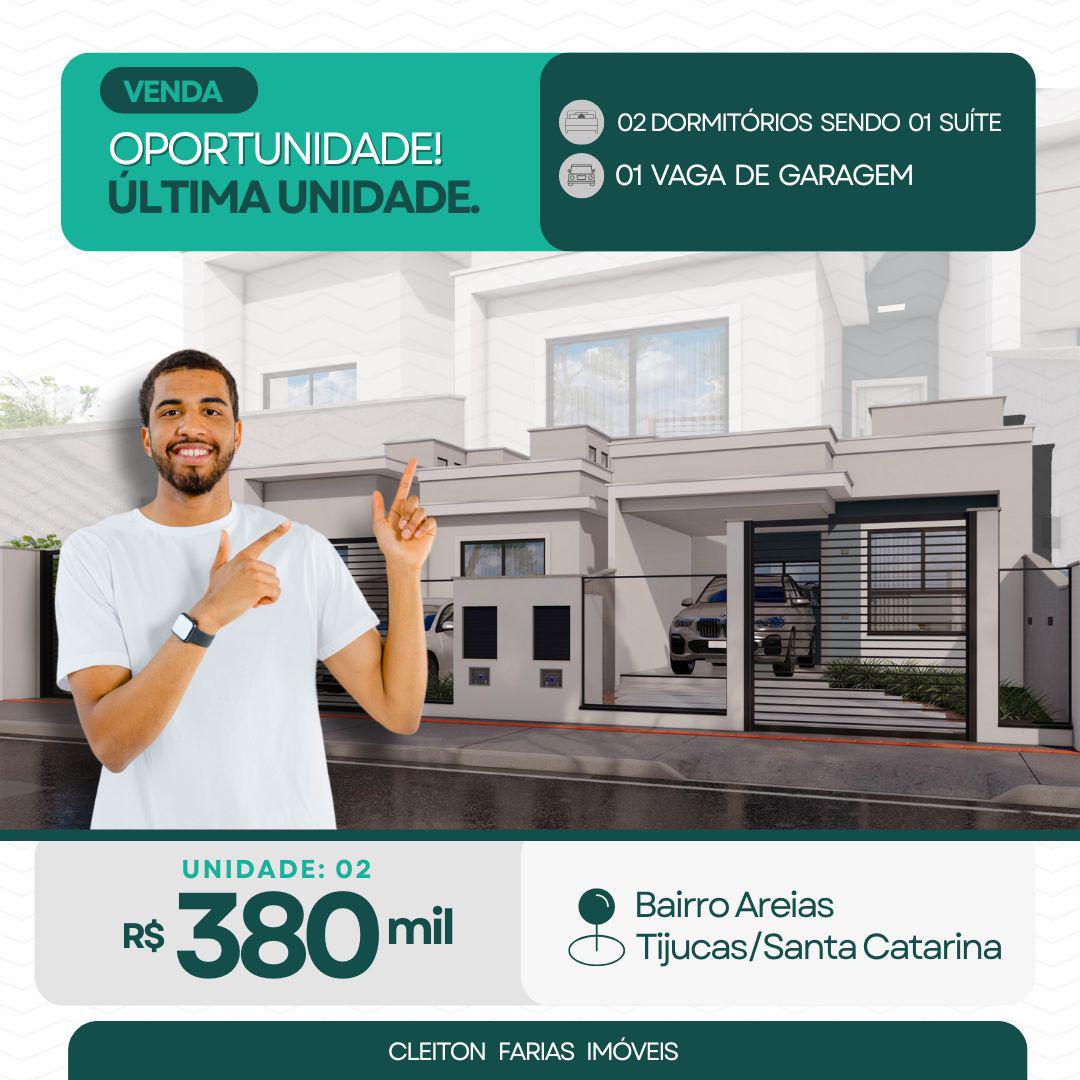 VENDA
OPORTUNIDADE!
ÚLTIMA UNIDADE.
02 DORMITÓRIOS SENDO 01 SUÍTE
01 VAGA DE GARAGEM
UNIDADE: 02
R$ 380 mil
Bairro Areias
Tijucas/Santa Catarina
CLEITON FARIAS IMÓVEIS